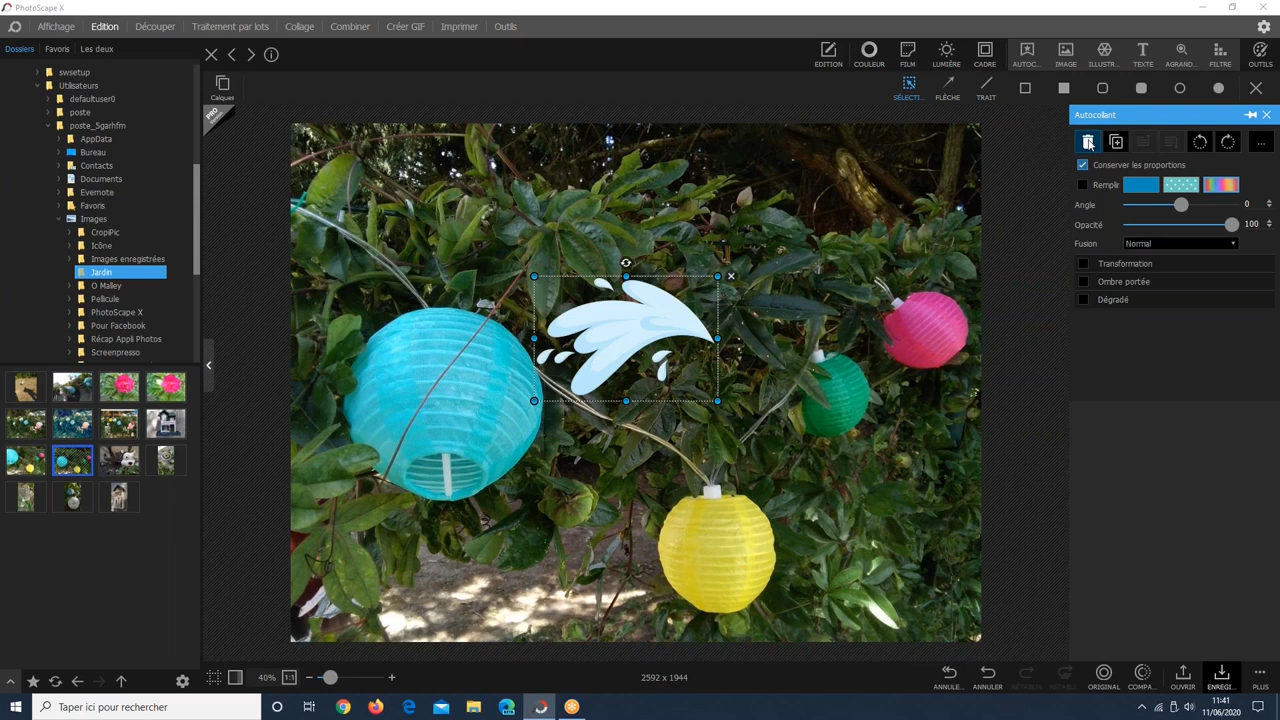 PhotoScape X
Affichage Edition Découper Traitement par lots Collage Combiner Créer GIF Imprimer Outils
Dossiers Favoris Les deux
EDITION COULEUR FILM LUMIÈRE CADRE AUTOC... IMAGE ILLUSTR... TEXTE AGRAND... FILTRE OUTILS
Calques SÉLECTI... FLÈCHE TRAIT
PRO
swsetup
Utilisateurs
defaultuser0
poste
poste_5garhfm
AppData
Bureau
Contacts
Documents
Evernote
Favoris
Images
CropiPic
Icône
Images enregistrées
Jardin
O Malley
Pellicule
PhotoScape X
Pour Facebook
Récap Appli Photos
Screenpresso
Autocollant
...
Conserver les proportions
Remplir
Angle 0
Opacité 100
Fusion Normal
Transformation
Ombre portée
Dégradé
40% 1:1 2592 x 1944
ANNULE... ANNULER RÉTABLIR RÉTABL... ORIGINAL COMPA... OUVRIR ENREGI... PLUS
Taper ici pour rechercher
11:41
11/06/2020